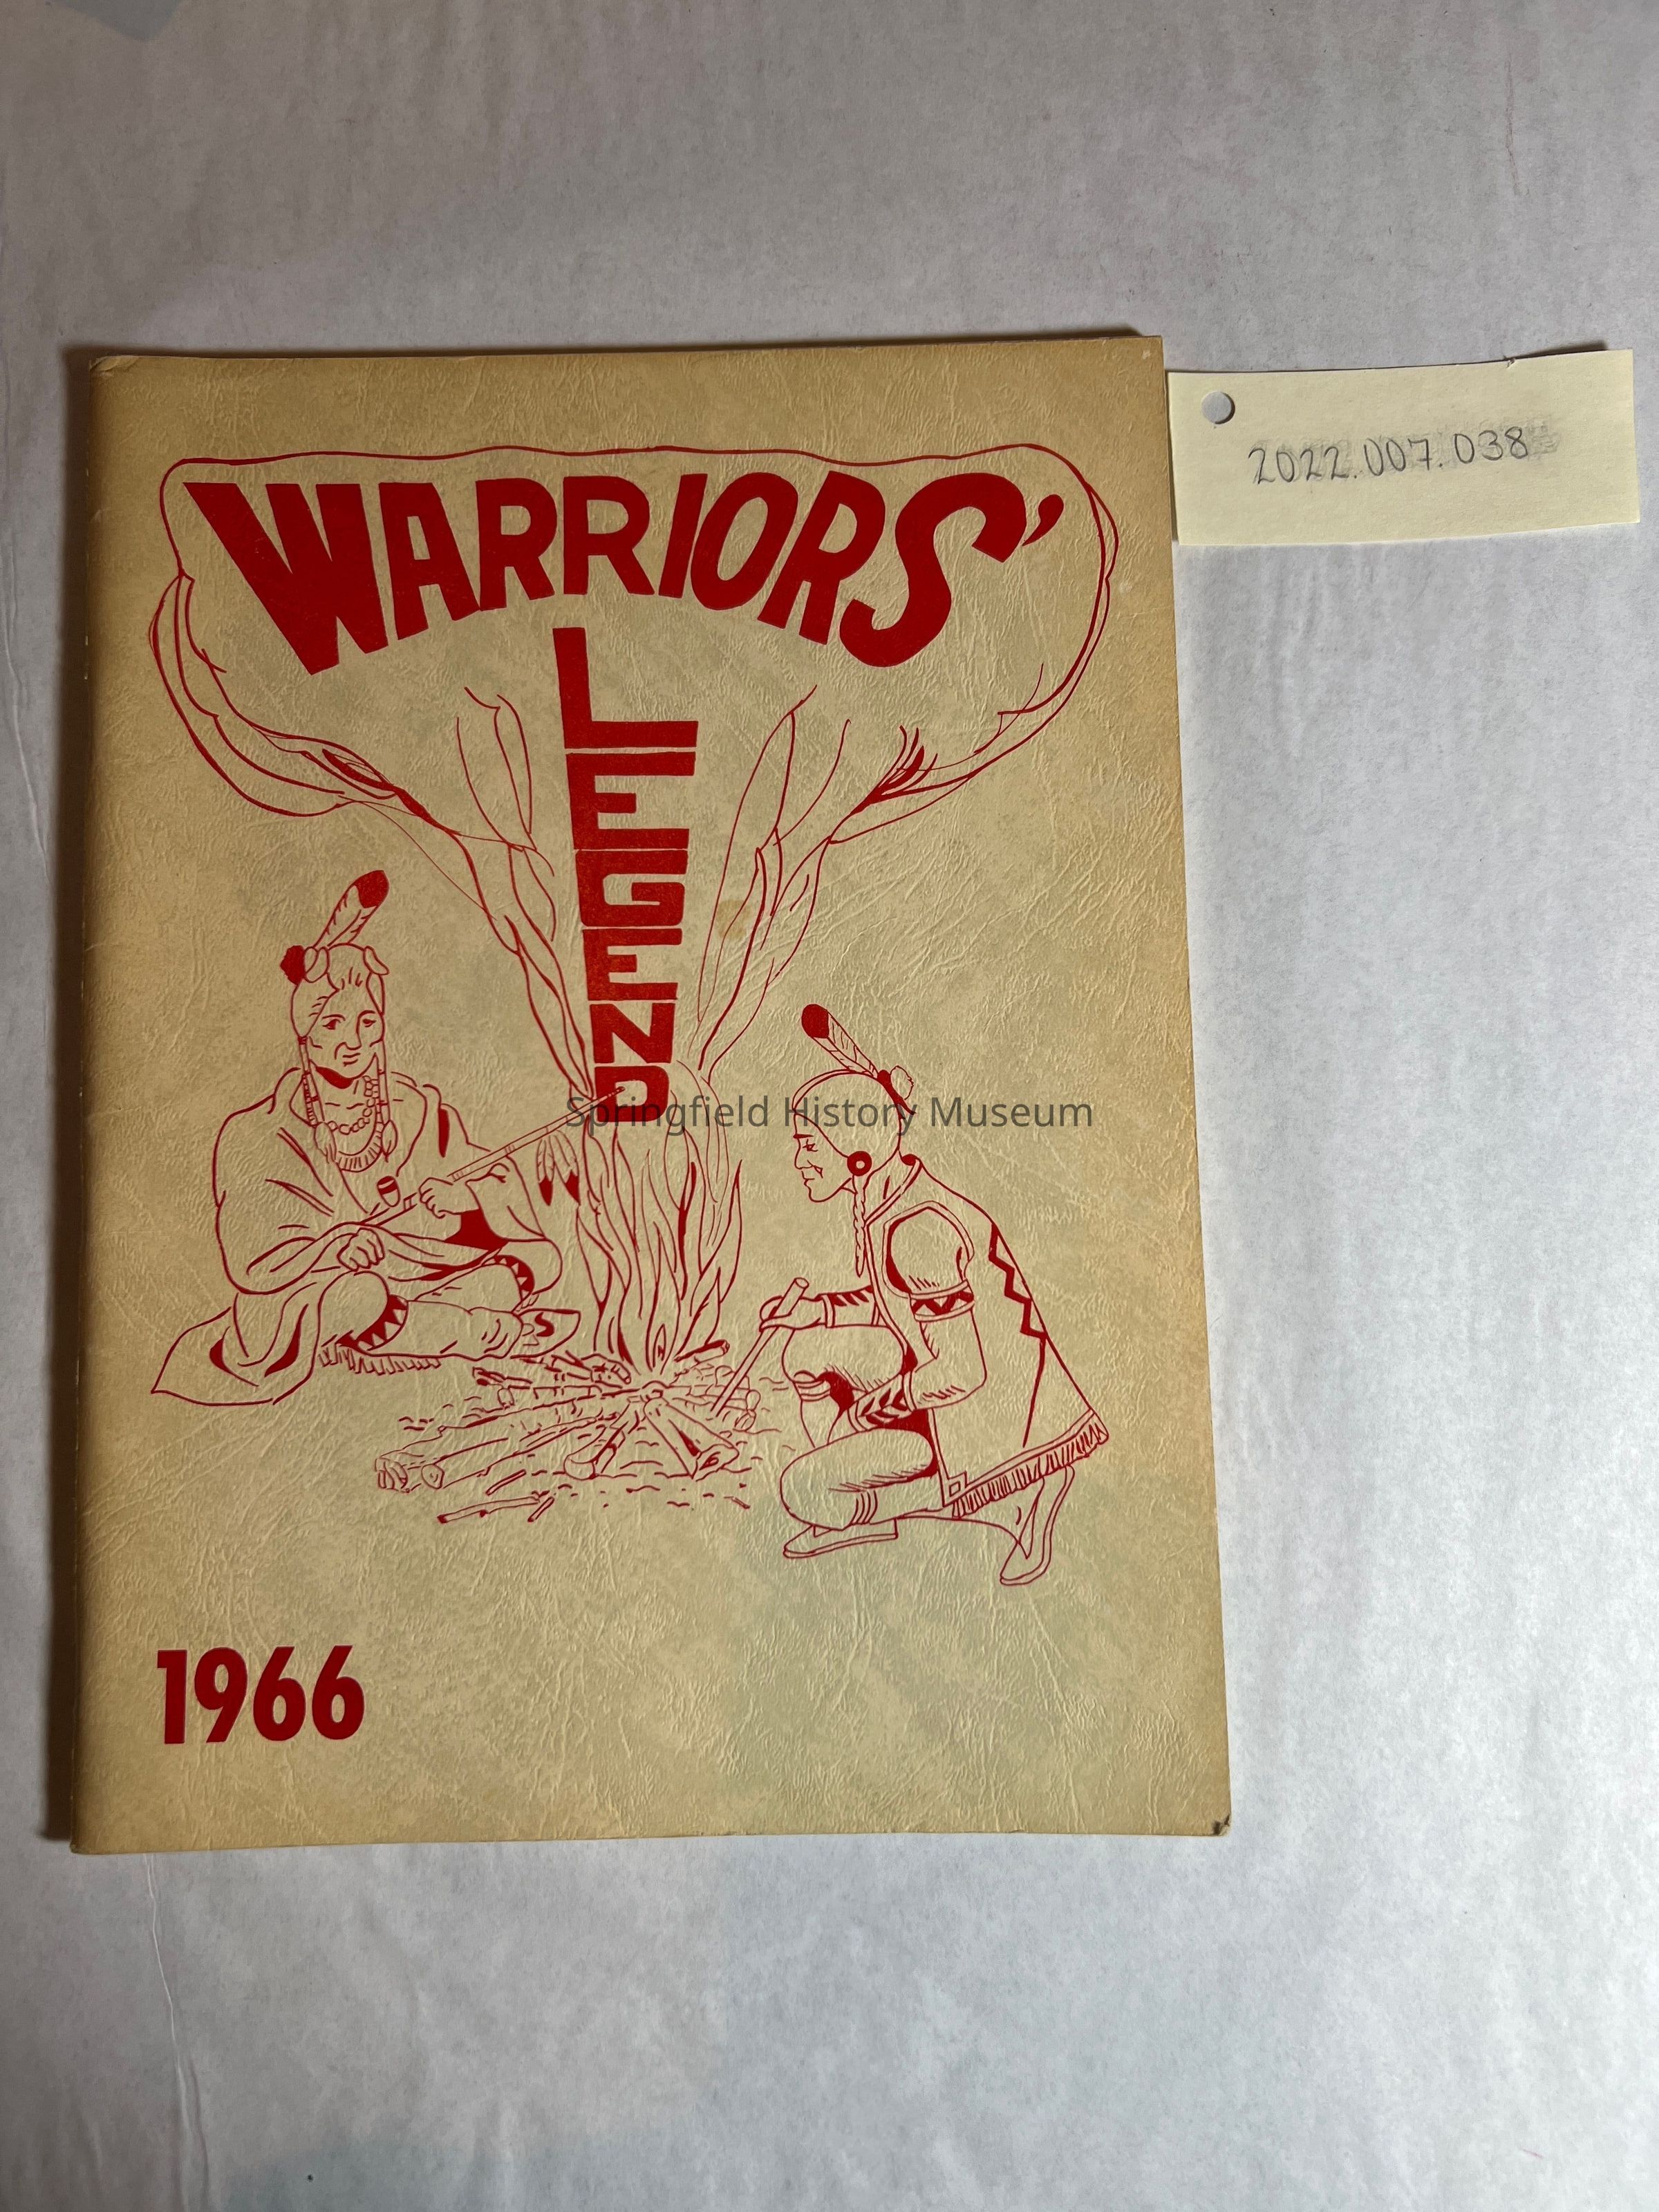 WARRIORS'
LEGEND
2022.007.038
Springfield History Museum
1966